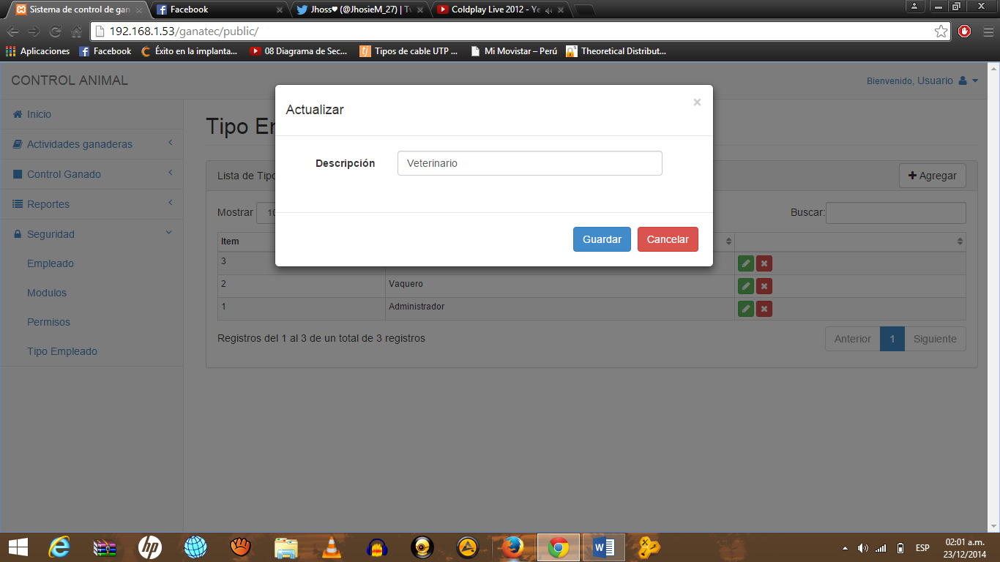 Sistema de control de gan
Facebook
Jhoss♥ (@JhosieM_27) | Tw
Coldplay Live 2012 - Ye
192.168.1.53/ganatec/public/
Aplicaciones
Facebook
Éxito en la implanta...
08 Diagrama de Sec...
Tipos de cable UTP ...
Mi Movistar – Perú
Theoretical Distribut...
CONTROL ANIMAL
Bienvenido, Usuario
Inicio
Actividades ganaderas
Control Ganado
Reportes
Seguridad
Empleado
Modulos
Permisos
Tipo Empleado
Tipo Em
Lista de Tipo
Agregar
Mostrar 10
Buscar:
Item
3
2 Vaquero
1 Administrador
Registros del 1 al 3 de un total de 3 registros
Anterior 1 Siguiente
Actualizar
×
Descripción Veterinario
Guardar Cancelar
hp
ESP
02:01 a.m.
23/12/2014